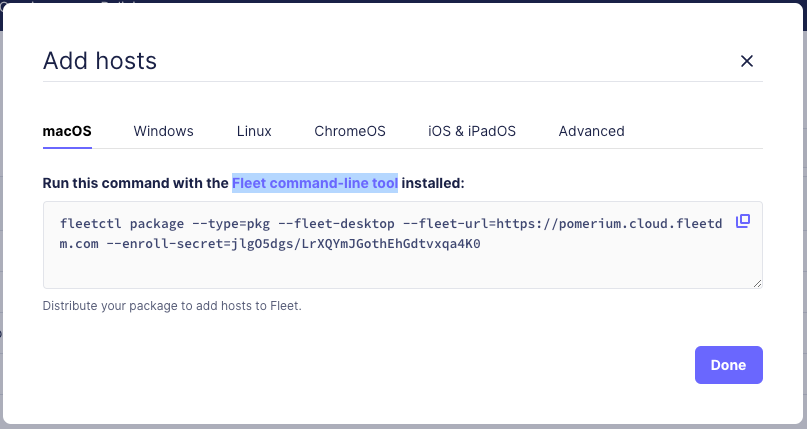 Add hosts
macOS
Windows
Linux
ChromeOS
iOS & iPadOS
Advanced
Run this command with the Fleet command-line tool installed:
fleetctl package --type=pkg --fleet-desktop --fleet-url=https://pomerium.cloud.fleetd
m.com --enroll-secret=jlgO5dgs/LrXQYmJGothEhGdtvxqa4K0
Distribute your package to add hosts to Fleet.
Done